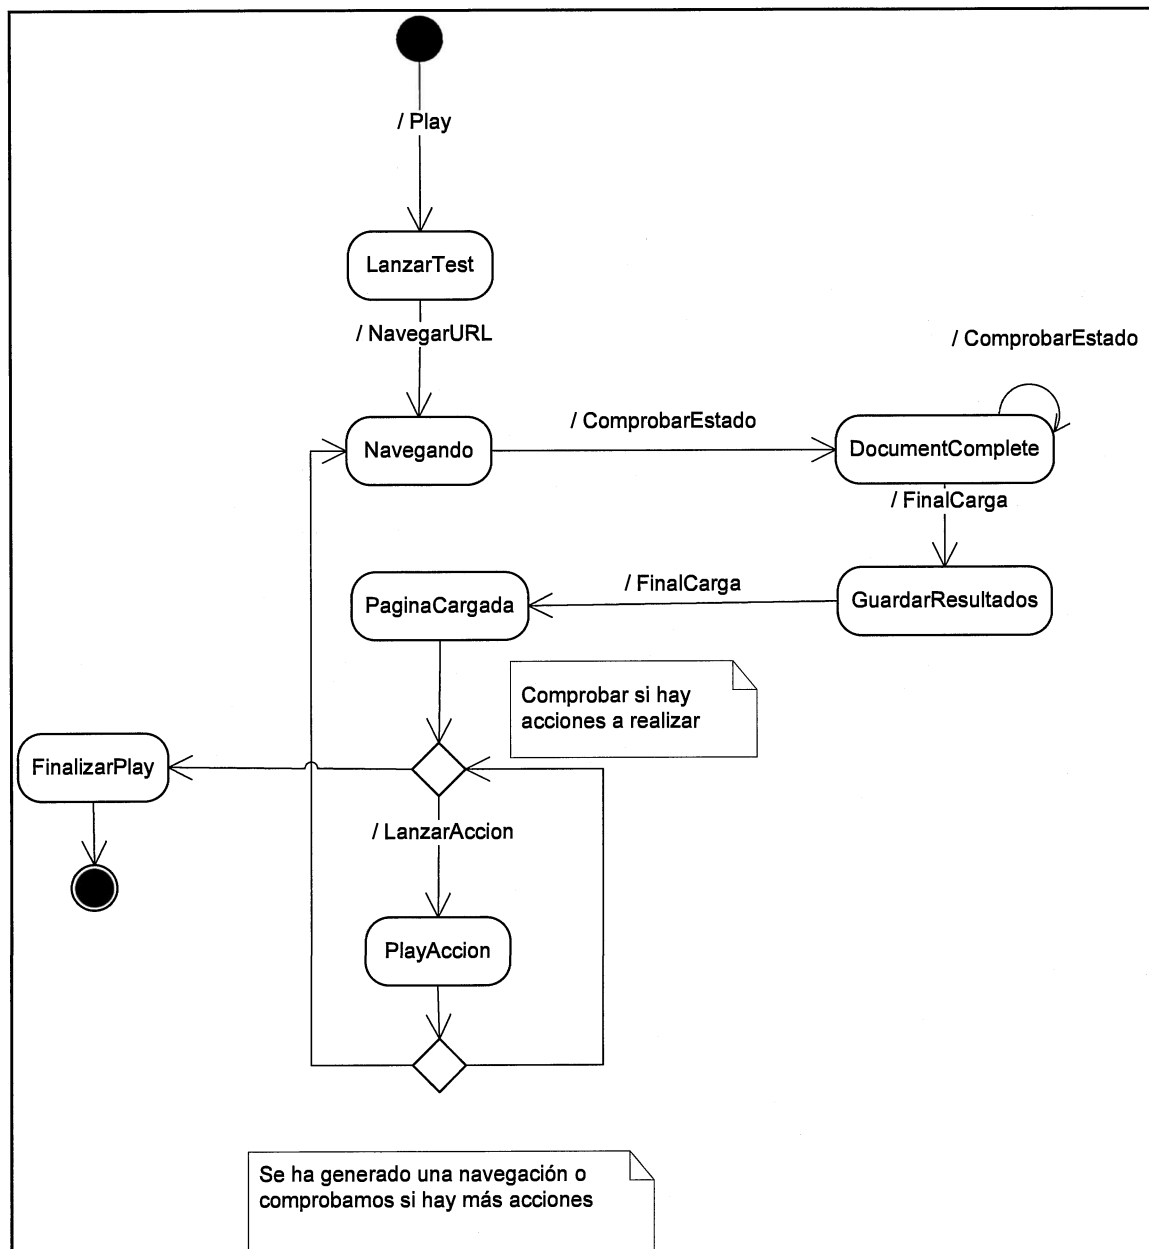 / Play
LanzarTest
/ NavegarURL
/ ComprobarEstado
/ ComprobarEstado
Navegando
DocumentComplete
/ FinalCarga
/ FinalCarga
PaginaCargada
GuardarResultados
Comprobar si hay
acciones a realizar
FinalizarPlay
/ LanzarAccion
PlayAccion
Se ha generado una navegación o
comprobamos si hay más acciones